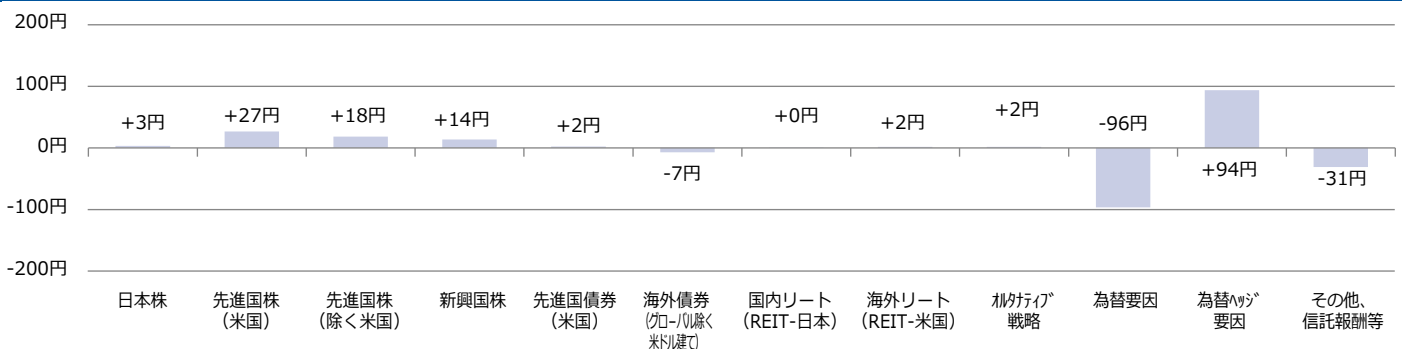 200円
100円
0円
-100円
-200円
+3円
+27円
+18円
+14円
+2円
-7円
+0円
+2円
+2円
-96円
+94円
-31円
日本株
先進国株
（米国）
先進国株
（除く米国）
新興国株
先進国債券
（米国）
海外債券
（グローバル除く
米ドル建て）
国内リート
（REIT-日本）
海外リート
（REIT-米国）
オルタナティブ
戦略
為替要因
為替ヘッジ
要因
その他、
信託報酬等